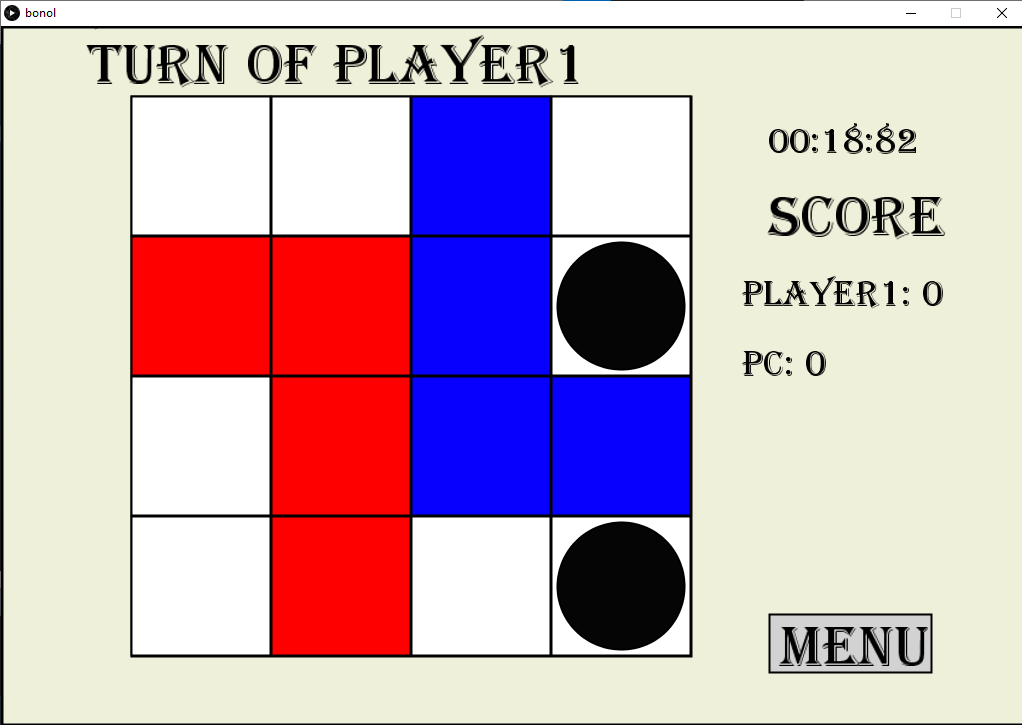 bonol
TURN OF PLAYER1
00:18:82
SCORE
PLAYER1: 0
PC: 0
MENU